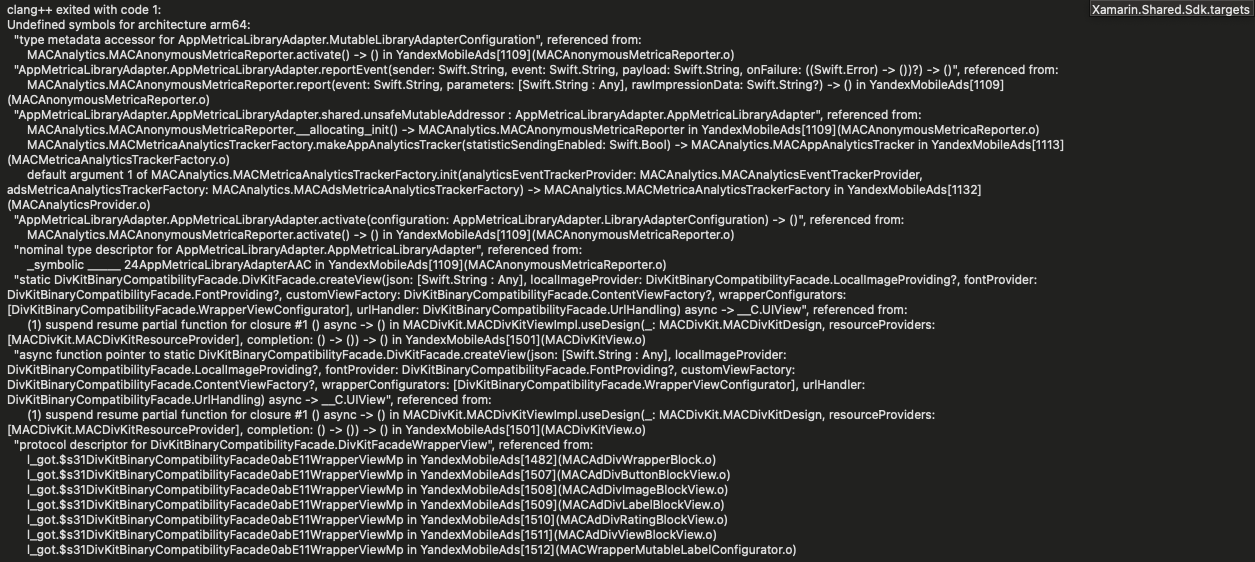 clang++ exited with code 1:
Xamarin.Shared.Sdk.targets
Undefined symbols for architecture arm64:
"type metadata accessor for AppMetricaLibraryAdapter.MutableLibraryAdapterConfiguration", referenced from:
MACAnalytics.MACAnonymousMetricaReporter.activate() -> () in YandexMobileAds[1109](MACAnonymousMetricaReporter.o)
"AppMetricaLibraryAdapter.AppMetricaLibraryAdapter.reportEvent(sender: Swift.String, event: Swift.String, payload: Swift.String, onFailure: ((Swift.Error) -> ())?) -> ()", referenced from:
MACAnalytics.MACAnonymousMetricaReporter.report(event: Swift.String, parameters: [Swift.String : Any], rawImpressionData: Swift.String?) -> () in YandexMobileAds[1109]
(MACAnonymousMetricaReporter.o)
"AppMetricaLibraryAdapter.AppMetricaLibraryAdapter.shared.unsafeMutableAddressor : AppMetricaLibraryAdapter.AppMetricaLibraryAdapter", referenced from:
MACAnalytics.MACAnonymousMetricaReporter.__allocating_init() -> MACAnalytics.MACAnonymousMetricaReporter in YandexMobileAds[1109](MACAnonymousMetricaReporter.o)
MACAnalytics.MACMetricaAnalyticsTrackerFactory.makeAppAnalyticsTracker(statisticSendingEnabled: Swift.Bool) -> MACAnalytics.MACAppAnalyticsTracker in YandexMobileAds[1113]
(MACMetricaAnalyticsTrackerFactory.o)
default argument 1 of MACAnalytics.MACMetricaAnalyticsTrackerFactory.init(analyticsEventTrackerProvider: MACAnalytics.MACAnalyticsEventTrackerProvider,
adsMetricaAnalyticsTrackerFactory: MACAnalytics.MACAdsMetricaAnalyticsTrackerFactory) -> MACAnalytics.MACMetricaAnalyticsTrackerFactory in YandexMobileAds[1132]
(MACAnalyticsProvider.o)
"AppMetricaLibraryAdapter.AppMetricaLibraryAdapter.activate(configuration: AppMetricaLibraryAdapter.LibraryAdapterConfiguration) -> ()", referenced from:
MACAnalytics.MACAnonymousMetricaReporter.activate() -> () in YandexMobileAds[1109](MACAnonymousMetricaReporter.o)
"nominal type descriptor for AppMetricaLibraryAdapter.AppMetricaLibraryAdapter", referenced from:
_symbolic _____ 24AppMetricaLibraryAdapterAAC in YandexMobileAds[1109](MACAnonymousMetricaReporter.o)
"static DivKitBinaryCompatibilityFacade.DivKitFacade.createView(json: [Swift.String : Any], localImageProvider: DivKitBinaryCompatibilityFacade.LocalImageProviding?, fontProvider:
DivKitBinaryCompatibilityFacade.FontProviding?, customViewFactory: DivKitBinaryCompatibilityFacade.ContentViewFactory?, wrapperConfigurators:
[DivKitBinaryCompatibilityFacade.WrapperViewConfigurator], urlHandler: DivKitBinaryCompatibilityFacade.UrlHandling) async -> __C.UIView", referenced from:
(1) suspend resume partial function for closure #1 () async -> () in MACDivKit.MACDivKitViewImpl.useDesign(_: MACDivKit.MACDivKitDesign, resourceProviders:
[MACDivKit.MACDivKitResourceProvider], completion: () -> ()) -> () in YandexMobileAds[1501](MACDivKitView.o)
"async function pointer to static DivKitBinaryCompatibilityFacade.DivKitFacade.createView(json: [Swift.String : Any], localImageProvider:
DivKitBinaryCompatibilityFacade.LocalImageProviding?, fontProvider: DivKitBinaryCompatibilityFacade.FontProviding?, customViewFactory:
DivKitBinaryCompatibilityFacade.ContentViewFactory?, wrapperConfigurators: [DivKitBinaryCompatibilityFacade.WrapperViewConfigurator], urlHandler:
DivKitBinaryCompatibilityFacade.UrlHandling) async -> __C.UIView", referenced from:
(1) suspend resume partial function for closure #1 () async -> () in MACDivKit.MACDivKitViewImpl.useDesign(_: MACDivKit.MACDivKitDesign, resourceProviders:
[MACDivKit.MACDivKitResourceProvider], completion: () -> ()) -> () in YandexMobileAds[1501](MACDivKitView.o)
"protocol descriptor for DivKitBinaryCompatibilityFacade.DivKitFacadeWrapperView", referenced from:
l_got.$s31DivKitBinaryCompatibilityFacade0abE11WrapperViewMp in YandexMobileAds[1482](MACAdDivWrapperBlock.o)
l_got.$s31DivKitBinaryCompatibilityFacade0abE11WrapperViewMp in YandexMobileAds[1507](MACAdDivButtonBlockView.o)
l_got.$s31DivKitBinaryCompatibilityFacade0abE11WrapperViewMp in YandexMobileAds[1508](MACAdDivImageBlockView.o)
l_got.$s31DivKitBinaryCompatibilityFacade0abE11WrapperViewMp in YandexMobileAds[1509](MACAdDivLabelBlockView.o)
l_got.$s31DivKitBinaryCompatibilityFacade0abE11WrapperViewMp in YandexMobileAds[1510](MACAdDivRatingBlockView.o)
l_got.$s31DivKitBinaryCompatibilityFacade0abE11WrapperViewMp in YandexMobileAds[1511](MACAdDivViewBlockView.o)
l_got.$s31DivKitBinaryCompatibilityFacade0abE11WrapperViewMp in YandexMobileAds[1512](MACWrapperMutableLabelConfigurator.o)